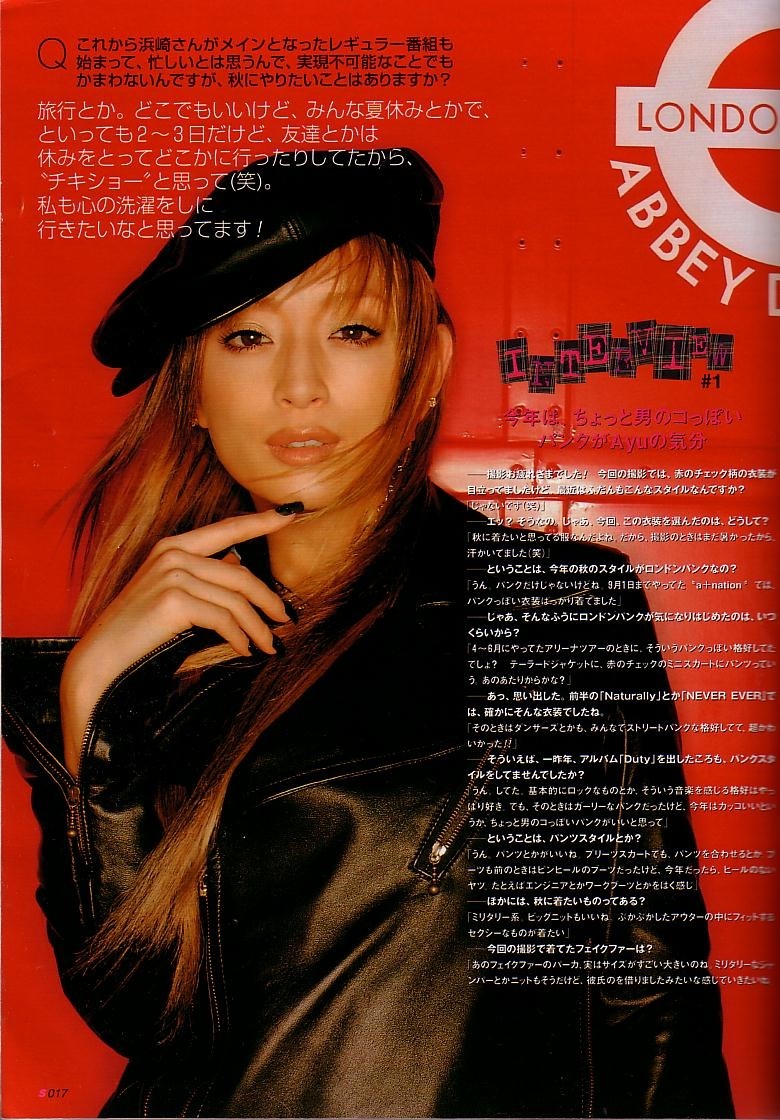 Q これから浜崎さんがメインとなったレギュラー番組も
始まって、忙しいとは思うんで、実現不可能なことでも
かまわないんですが、秋にやりたいことはありますか?
旅行とか。どこでもいいけど、みんな夏休みとかで、
といっても2〜3日だけど、友達とかは
休みをとってどこかに行ったりしてたから、
〝チキショー〟と思って(笑)。
私も心の洗濯をしに
行きたいなと思ってます!
LONDO
ABBEY
INTERVIEW
#1
今年は、ちょっと男のコっぽい
パンクがAyuの気分
――撮影お疲れさまでした! 今回の撮影では、赤のチェック柄の衣装が
目立ってましたけど、最近はふだんもこんなスタイルなんですか?
「じゃないです(笑)」
――エッ? そうなの。じゃあ、今回、この衣装を選んだのは、どうして?
「秋に着たいと思ってる服なんだよね。だから、撮影のときはまだ暑かったから、
汗かいてました(笑)」
――ということは、今年の秋のスタイルがロンドンパンクなの?
「うん。パンクだけじゃないけどね。9月1日までやってた〝a+nation〟では、
パンクっぽい衣装ばっかり着てました」
――じゃあ、そんなふうにロンドンパンクが気になりはじめたのは、いつ
くらいから?
「4〜6月にやってたアリーナツアーのときに、そういうパンクっぽい格好してた
でしょ? テーラードジャケットに、赤のチェックのミニスカートにパンツってい
う。あのあたりからかな?」
――あっ、思い出した。前半の「Naturally」とか「NEVER EVER」で
は、確かにそんな衣装でしたね。
「そのときはダンサーズとかも、みんなでストリートパンクな格好してて、超かわ
いかった!!」
――そういえば、一昨年、アルバム「Duty」を出したころも、パンクスタ
イルをしてませんでしたか?
「うん、してた。基本的にロックなものとか、そういう音楽を感じる格好はやっ
ぱり好き。でも、そのときはガーリーなパンクだったけど、今年はカッコいいとい
うか、ちょっと男のコっぽいパンクがいいと思って」
――ということは、パンツスタイルとか?
「うん。パンツとかがいいね。プリーツスカートでも、パンツを合わせるとか。ブ
ーツも前のときはピンヒールのブーツだったけど、今年だったら、ヒールのない
ヤツ。たとえばエンジニアとかワークブーツとかをはく感じ」
――ほかには、秋に着たいものってある?
「ミリタリー系。ビックニットもいいね。ぶかぶかしたアウターの中にフィットする
セクシーなものが着たい」
――今回の撮影で着てたフェイクファーは?
「あのフェイクファーのパーカ、実はサイズがすごい大きいのね。ミリタリーなジャ
ンパーとかニットもそうだけど、彼氏のを借りましたみたいな感じでいきたいね。
S 017